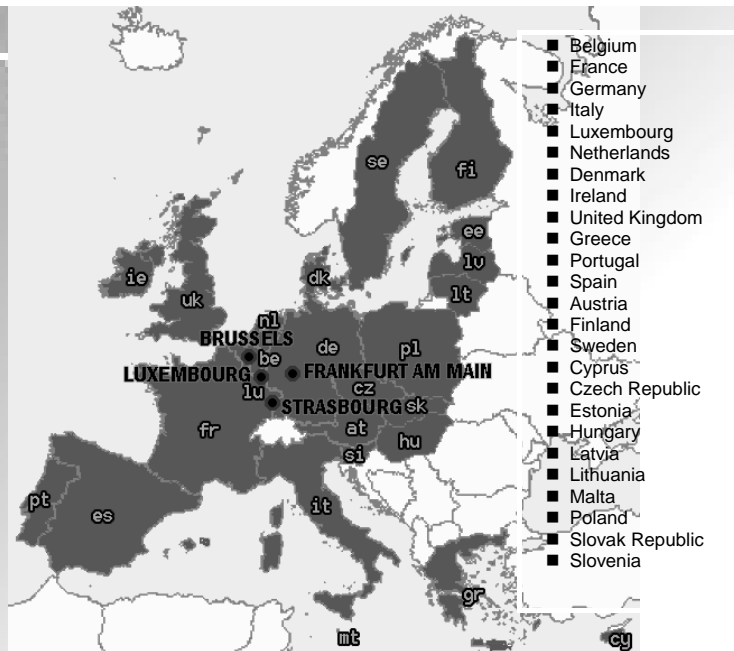 se
fi
ee
lv
lt
ie
uk
dk
nl
BRUSSELS
be
de
pl
LUXEMBOURG
FRANKFURT AM MAIN
lu
cz
STRASBOURG
sk
fr
at
hu
si
pt
es
it
gr
mt
cy
■ Belgium
■ France
■ Germany
■ Italy
■ Luxembourg
■ Netherlands
■ Denmark
■ Ireland
■ United Kingdom
■ Greece
■ Portugal
■ Spain
■ Austria
■ Finland
■ Sweden
■ Cyprus
■ Czech Republic
■ Estonia
■ Hungary
■ Latvia
■ Lithuania
■ Malta
■ Poland
■ Slovak Republic
■ Slovenia